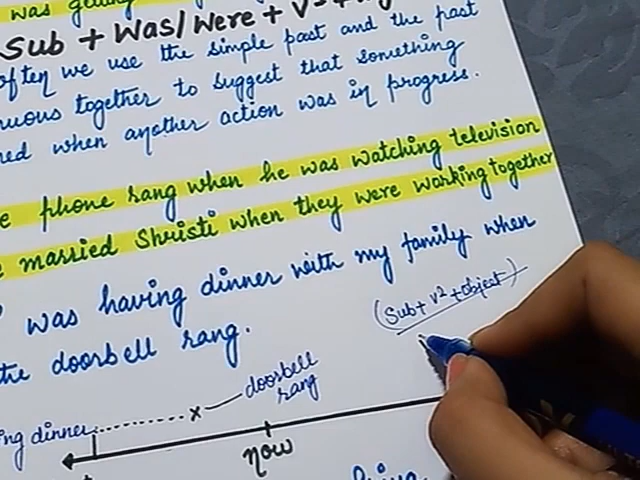 was getting
Sub + Was/Were + V
often we use the simple past and the past
together to suggest that something
when another action was in progress.
phone rang when he was watching television
married Shristi when they were working together
was having dinner with my family when
the doorbell rang.
(Sub + V² + object)
doorbell
rang
dinner
x
now